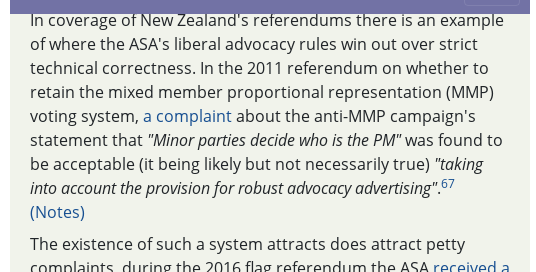 In coverage of New Zealand's referendums there is an example
of where the ASA's liberal advocacy rules win out over strict
technical correctness. In the 2011 referendum on whether to
retain the mixed member proportional representation (MMP)
voting system, a complaint about the anti-MMP campaign's
statement that "Minor parties decide who is the PM" was found to
be acceptable (it being likely but not necessarily true) "taking
into account the provision for robust advocacy advertising".67
(Notes)
The existence of such a system attracts does attract petty
complaints, during the 2016 flag referendum the ASA received a